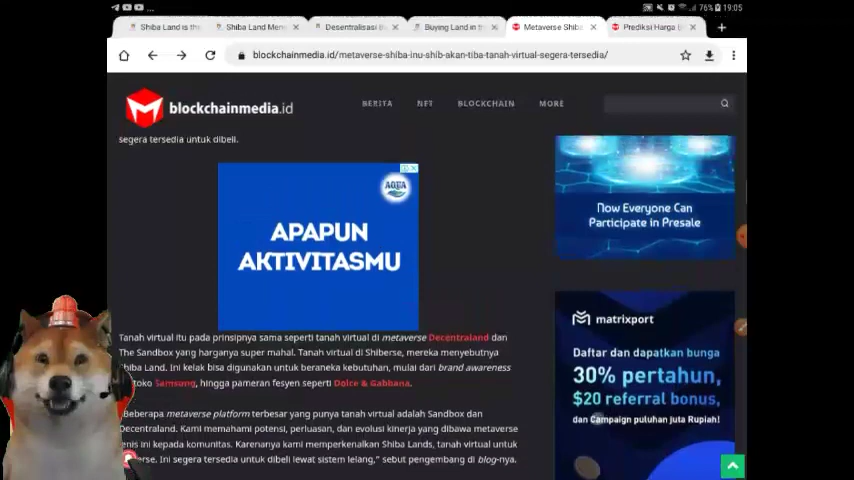 76% 19:05
Shiba Land is the
Shiba Land Men
Desentralisasi
Buying Land in th
Metaverse Shiba
Prediksi Harga
blockchainmedia.id/metaverse-shiba-inu-shib-akan-tiba-tanah-virtual-segera-tersedia/
blockchainmedia.id
BERITA NFT BLOCKCHAIN MORE
segera tersedia untuk dibeli.
AQUA
APAPUN
AKTIVITASMU
Now Everyone Can
Participate in Presale
Tanah virtual itu pada prinsipnya sama seperti tanah virtual di metaverse Decentraland dan
The Sandbox yang harganya super mahal. Tanah virtual di Shiberse, mereka menyebutnya
Shiba Land. Ini kelak bisa digunakan untuk beraneka kebutuhan, mulai dari brand awareness
toko Samsung, hingga pameran fesyen seperti Dolce & Gabbana.
"Beberapa metaverse platform terbesar yang punya tanah virtual adalah Sandbox dan
Decentraland. Kami memahami potensi, perluasan, dan evolusi kinerja yang dibawa metaverse
jenis ini kepada komunitas. Karenanya kami memperkenalkan Shiba Lands, tanah virtual untuk
erse. Ini segera tersedia untuk dibeli lewat sistem lelang," sebut pengembang di blog-nya.
matrixport
Daftar dan dapatkan bunga
30% pertahun,
$20 referral bonus,
dan Campaign puluhan juta Rupiah!